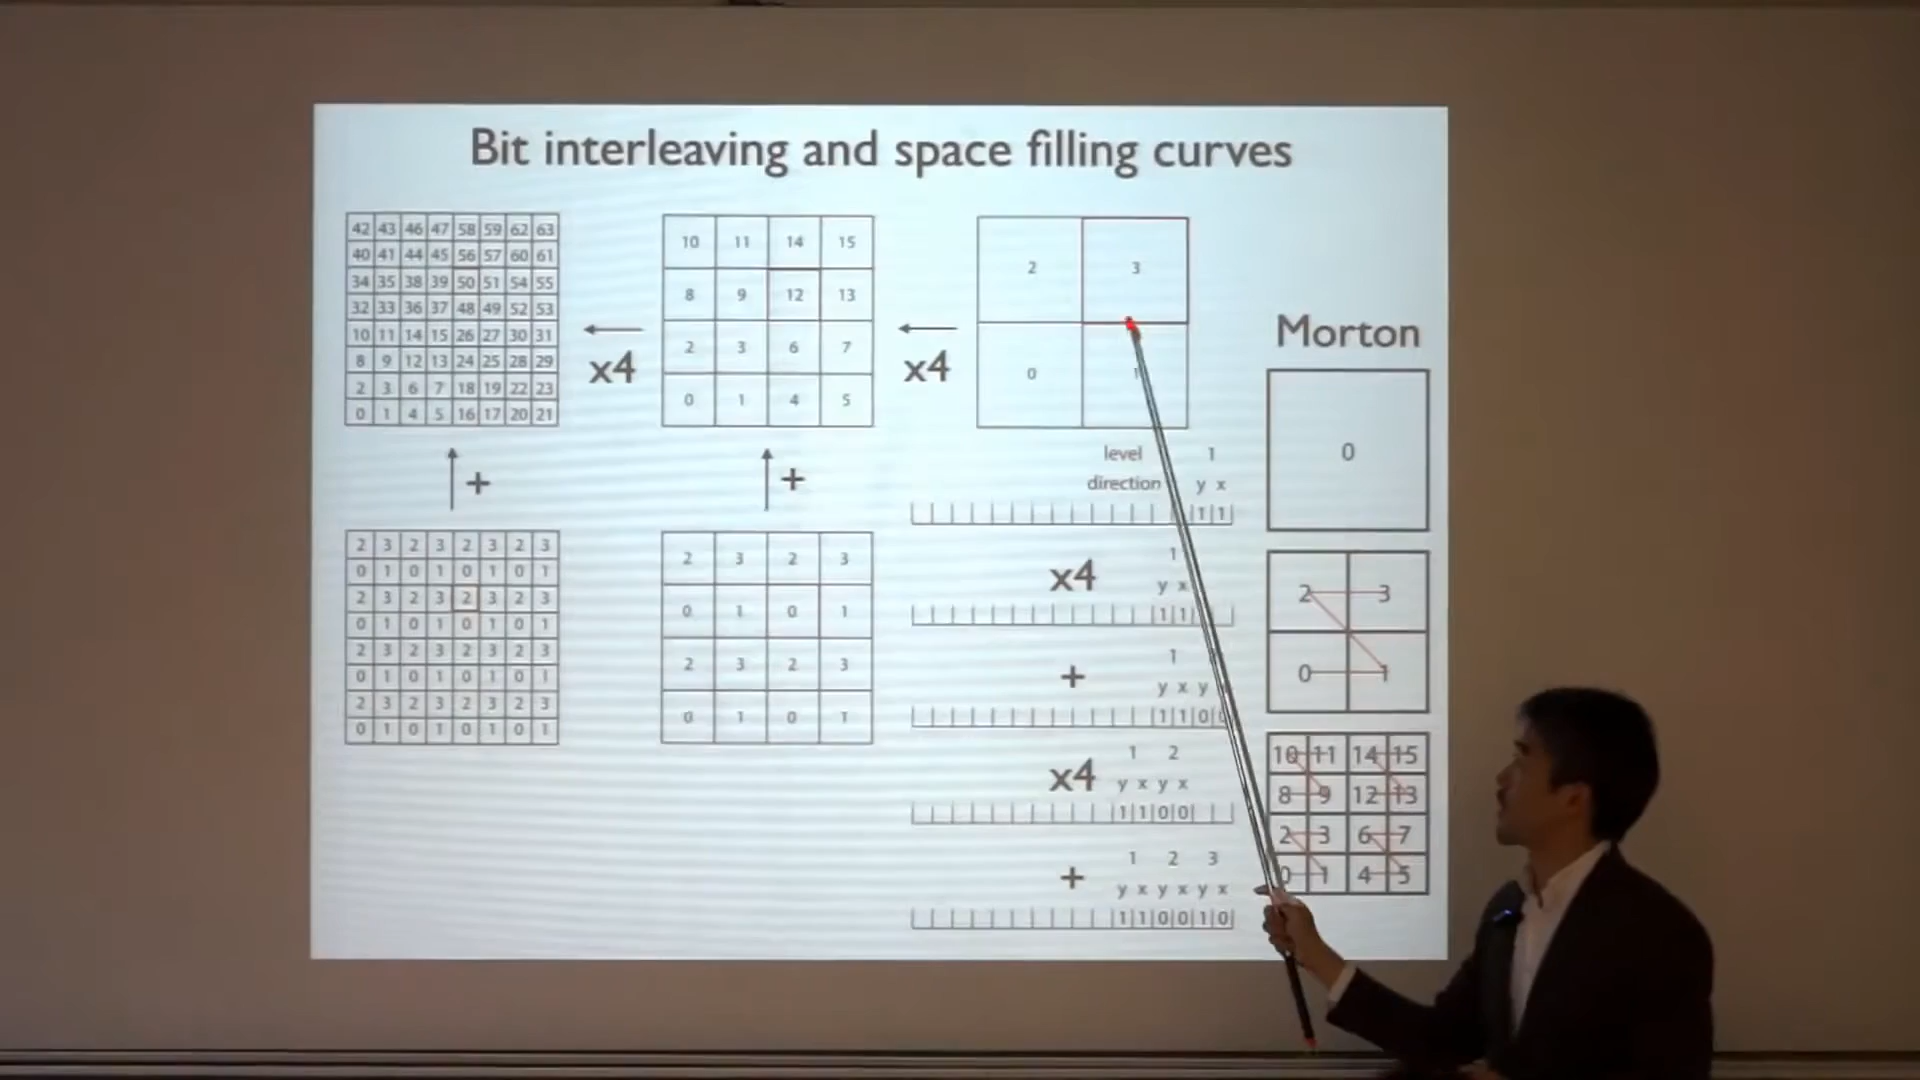 Bit interleaving and space filling curves
42 43 46 47 58 59 62 63
40 41 44 45 56 57 60 61
34 35 38 39 50 51 54 55
32 33 36 37 48 49 52 53
10 11 14 15 26 27 30 31
8 9 12 13 24 25 28 29
2 3 6 7 18 19 22 23
0 1 4 5 16 17 20 21
x4
10 11 14 15
8 9 12 13
2 3 6 7
0 1 4 5
x4
2 3
0 1
+
2 3 2 3 2 3 2 3
0 1 0 1 0 1 0 1
2 3 2 3 2 3 2 3
0 1 0 1 0 1 0 1
2 3 2 3 2 3 2 3
0 1 0 1 0 1 0 1
2 3 2 3 2 3 2 3
0 1 0 1 0 1 0 1
+
2 3 2 3
0 1 0 1
2 3 2 3
0 1 0 1
level 1
direction y x
1 1
x4
1
y x
1 1
+
1
y x y
1 1 0 0
x4
1 2
y x y x
1 1 0 0
+
1 2 3
y x y x y x
1 1 0 0 1 0
Morton
0
2 3
0 1
10 11 14 15
8 9 12 13
2 3 6 7
0 1 4 5